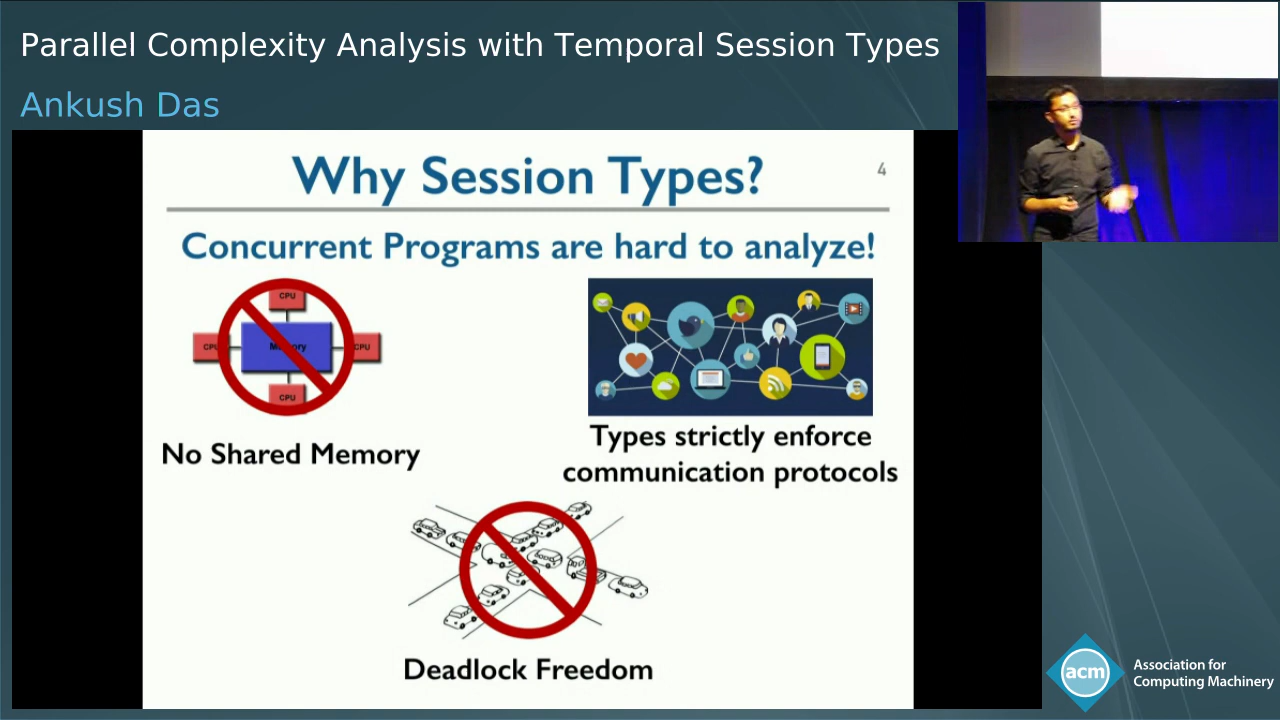 Parallel Complexity Analysis with Temporal Session Types
Ankush Das
Why Session Types?
4
Concurrent Programs are hard to analyze!
CPU
CPU
CPU
CPU
No Shared Memory
Types strictly enforce
communication protocols
Deadlock Freedom
acm
Association for
Computing Machinery